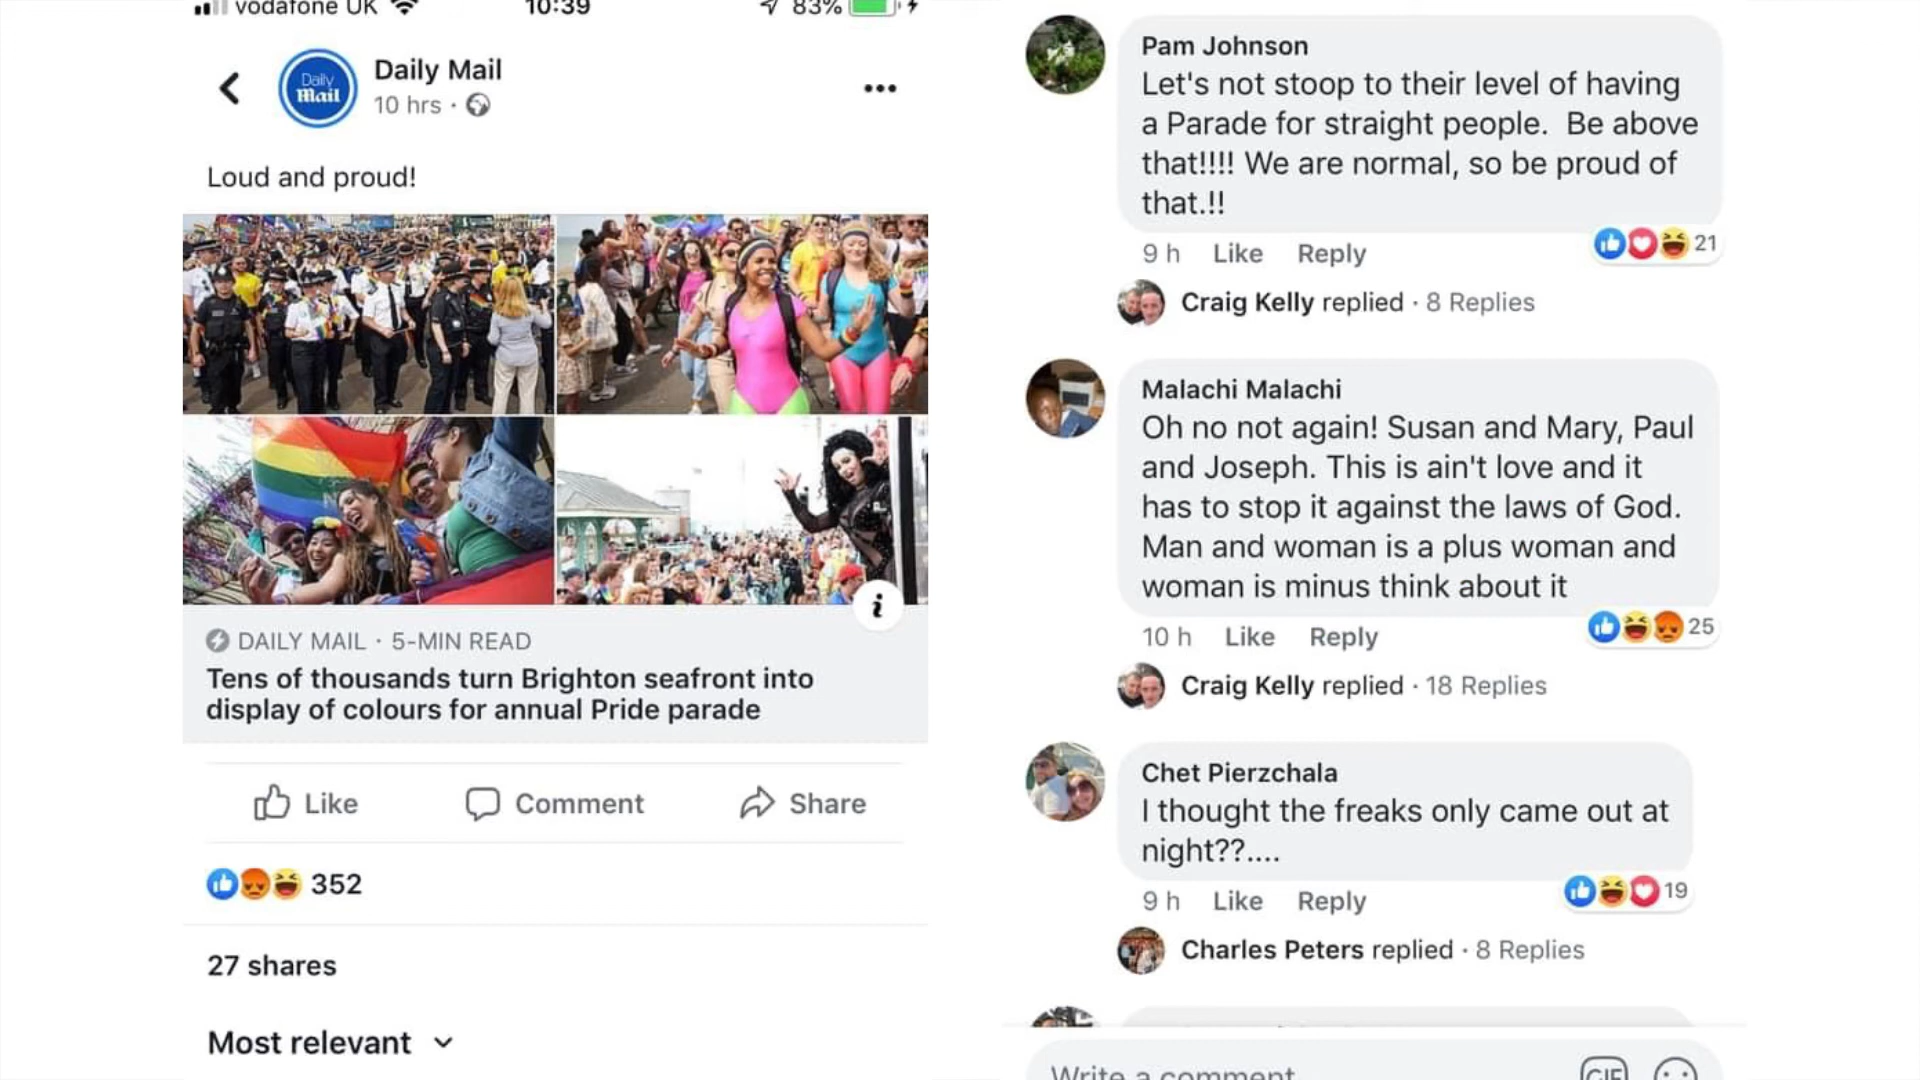 vodafone UK
10:39
83%
Daily Mail
Daily Mail
10 hrs ·
Loud and proud!
DAILY MAIL · 5-MIN READ
Tens of thousands turn Brighton seafront into
display of colours for annual Pride parade
Like Comment Share
352
27 shares
Most relevant
Pam Johnson
Let's not stoop to their level of having
a Parade for straight people. Be above
that!!!! We are normal, so be proud of
that.!!
9 h Like Reply 21
Craig Kelly replied · 8 Replies
Malachi Malachi
Oh no not again! Susan and Mary, Paul
and Joseph. This is ain't love and it
has to stop it against the laws of God.
Man and woman is a plus woman and
woman is minus think about it
10 h Like Reply 25
Craig Kelly replied · 18 Replies
Chet Pierzchala
I thought the freaks only came out at
night??....
9 h Like Reply 19
Charles Peters replied · 8 Replies
Write a comment
GIF